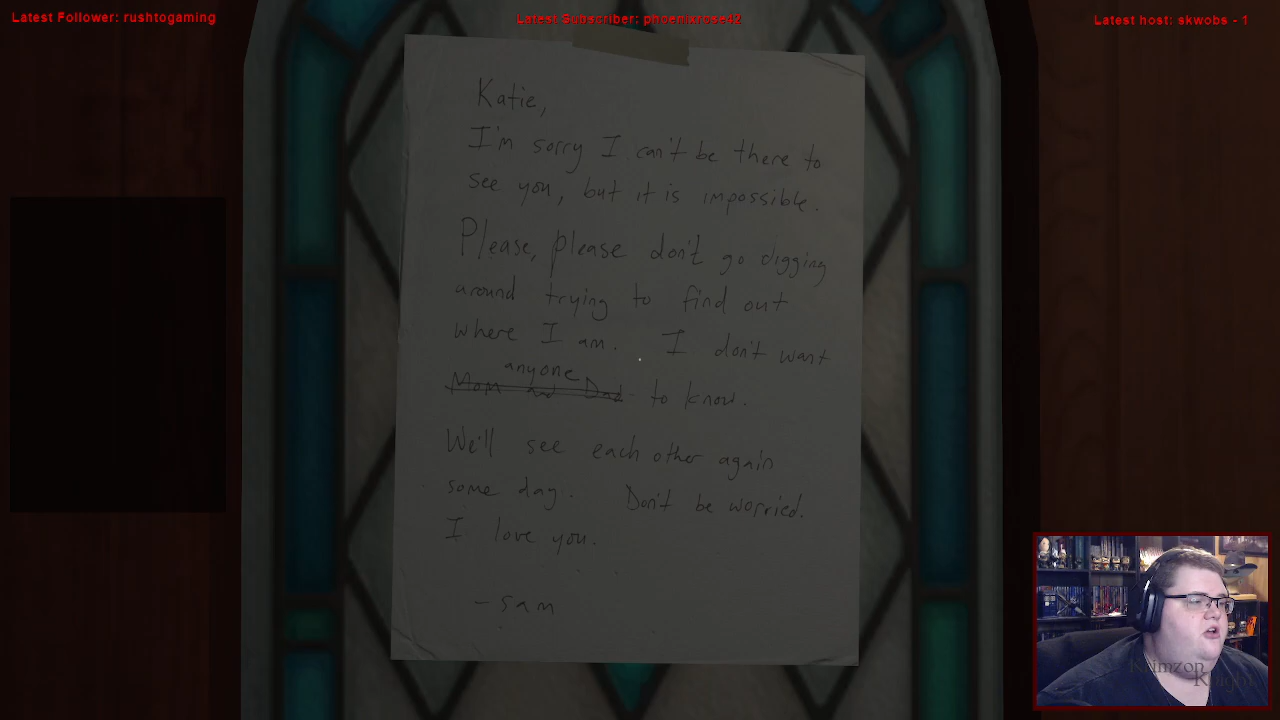 Latest Follower: rushtogaming
Latest Subscriber: phoenixrose42
Latest host: skwobs - 1
Katie,
I'm sorry I can't be there to
see you, but it is impossible.
Please, please don't go digging
around trying to find out
where I am. I don't want
anyone
Mom and Dad to know.
We'll see each other again
some day. Don't be worried.
I love you.
- Sam
Krimzon
Knight